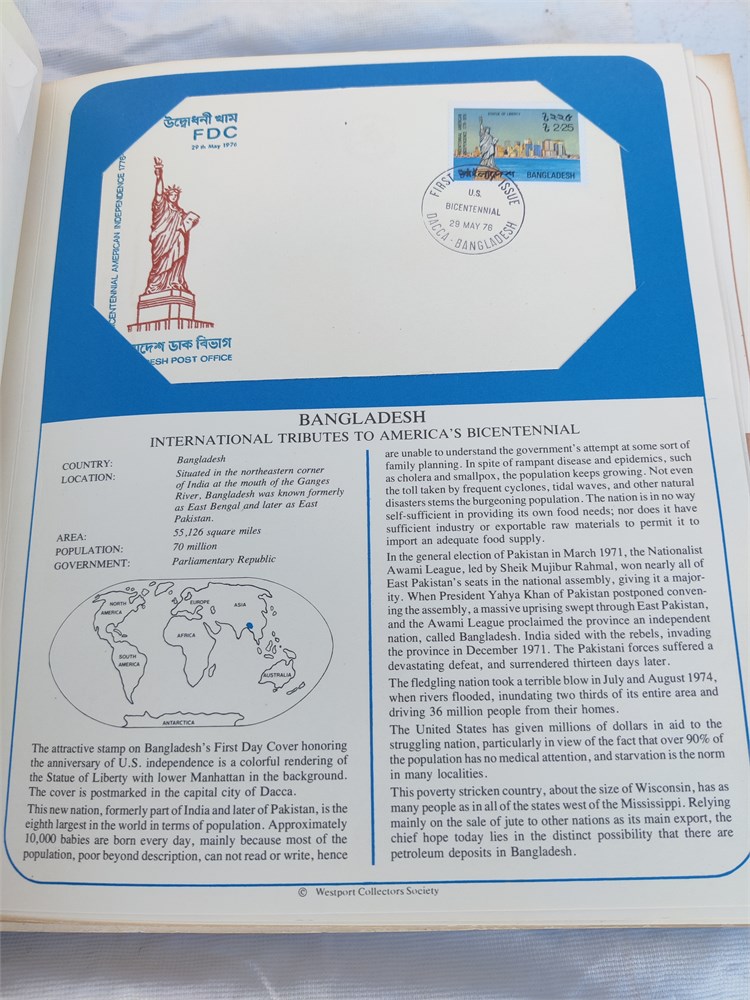 উদ্বোধনী খাম
FDC
29th May 1976
CENTENNIAL AMERICAN INDEPENDENCE 1776
ডাক বিভাগ
ESH POST OFFICE
STATUE OF LIBERTY
৳ ২.২৫
৳ 2.25
BANGLADESH
FIRST ISSUE
U.S.
BICENTENNIAL
29 MAY 76
DACCA - BANGLADESH
BANGLADESH
INTERNATIONAL TRIBUTES TO AMERICA'S BICENTENNIAL
COUNTRY: Bangladesh
LOCATION: Situated in the northeastern corner
of India at the mouth of the Ganges
River, Bangladesh was known formerly
as East Bengal and later as East
Pakistan.
AREA: 55,126 square miles
POPULATION: 70 million
GOVERNMENT: Parliamentary Republic
NORTH
AMERICA
EUROPE
ASIA
AFRICA
SOUTH
AMERICA
AUSTRALIA
ANTARCTICA
The attractive stamp on Bangladesh's First Day Cover honoring
the anniversary of U.S. independence is a colorful rendering of
the Statue of Liberty with lower Manhattan in the background.
The cover is postmarked in the capital city of Dacca.
This new nation, formerly part of India and later of Pakistan, is the
eighth largest in the world in terms of population. Approximately
10,000 babies are born every day, mainly because most of the
population, poor beyond description, can not read or write, hence
are unable to understand the government's attempt at some sort of
family planning. In spite of rampant disease and epidemics, such
as cholera and smallpox, the population keeps growing. Not even
the toll taken by frequent cyclones, tidal waves, and other natural
disasters stems the burgeoning population. The nation is in no way
self-sufficient in providing its own food needs; nor does it have
sufficient industry or exportable raw materials to permit it to
import an adequate food supply.
In the general election of Pakistan in March 1971, the Nationalist
Awami League, led by Sheik Mujibur Rahmal, won nearly all of
East Pakistan's seats in the national assembly, giving it a major-
ity. When President Yahya Khan of Pakistan postponed conven-
ing the assembly, a massive uprising swept through East Pakistan,
and the Awami League proclaimed the province an independent
nation, called Bangladesh. India sided with the rebels, invading
the province in December 1971. The Pakistani forces suffered a
devastating defeat, and surrendered thirteen days later.
The fledgling nation took a terrible blow in July and August 1974,
when rivers flooded, inundating two thirds of its entire area and
driving 36 million people from their homes.
The United States has given millions of dollars in aid to the
struggling nation, particularly in view of the fact that over 90% of
the population has no medical attention, and starvation is the norm
in many localities.
This poverty stricken country, about the size of Wisconsin, has as
many people as in all of the states west of the Mississippi. Relying
mainly on the sale of jute to other nations as its main export, the
chief hope today lies in the distinct possibility that there are
petroleum deposits in Bangladesh.
© Westport Collectors Society